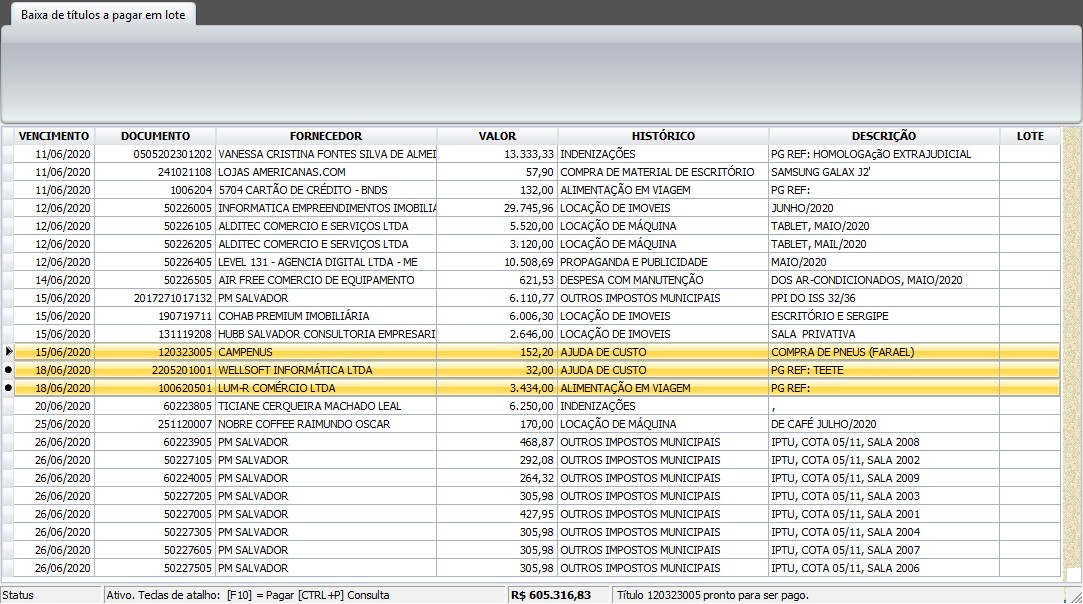 Baixa de títulos a pagar em lote
VENCIMENTO DOCUMENTO FORNECEDOR VALOR HISTÓRICO DESCRIÇÃO LOTE
11/06/2020 0505202301202 VANESSA CRISTINA FONTES SILVA DE ALMEI 13.333,33 INDENIZAÇÕES PG REF: HOMOLOGAçãO EXTRAJUDICIAL
11/06/2020 241021108 LOJAS AMERICANAS.COM 57,90 COMPRA DE MATERIAL DE ESCRITÓRIO SAMSUNG GALAX J2'
11/06/2020 1006204 5704 CARTÃO DE CRÉDITO - BNDS 132,00 ALIMENTAÇÃO EM VIAGEM PG REF:
12/06/2020 50226005 INFORMATICA EMPREENDIMENTOS IMOBILIA 29.745,96 LOCAÇÃO DE IMOVEIS JUNHO/2020
12/06/2020 50226105 ALDITEC COMERCIO E SERVIÇOS LTDA 5.520,00 LOCAÇÃO DE MÁQUINA TABLET, MAIO/2020
12/06/2020 50226205 ALDITEC COMERCIO E SERVIÇOS LTDA 3.120,00 LOCAÇÃO DE MÁQUINA TABLET, MAIL/2020
12/06/2020 50226405 LEVEL 131 - AGENCIA DIGITAL LTDA - ME 10.508,69 PROPAGANDA E PUBLICIDADE MAIO/2020
14/06/2020 50226505 AIR FREE COMERCIO DE EQUIPAMENTO 621,53 DESPESA COM MANUTENÇÃO DOS AR-CONDICIONADOS, MAIO/2020
15/06/2020 2017271017132 PM SALVADOR 6.110,77 OUTROS IMPOSTOS MUNICIPAIS PPI DO ISS 32/36
15/06/2020 190719711 COHAB PREMIUM IMOBILIÁRIA 6.006,30 LOCAÇÃO DE IMOVEIS ESCRITÓRIO E SERGIPE
15/06/2020 131119208 HUBB SALVADOR CONSULTORIA EMPRESARI 2.646,00 LOCAÇÃO DE IMOVEIS SALA PRIVATIVA
15/06/2020 120323005 CAMPENUS 152,20 AJUDA DE CUSTO COMPRA DE PNEUS (FARAEL)
18/06/2020 2205201001 WELLSOFT INFORMÁTICA LTDA 32,00 AJUDA DE CUSTO PG REF: TEETE
18/06/2020 100620501 LUM-R COMÉRCIO LTDA 3.434,00 ALIMENTAÇÃO EM VIAGEM PG REF:
20/06/2020 60223805 TICIANE CERQUEIRA MACHADO LEAL 6.250,00 INDENIZAÇÕES ,
25/06/2020 251120007 NOBRE COFFEE RAIMUNDO OSCAR 170,00 LOCAÇÃO DE MÁQUINA DE CAFÉ JULHO/2020
26/06/2020 60223905 PM SALVADOR 468,87 OUTROS IMPOSTOS MUNICIPAIS IPTU, COTA 05/11, SALA 2008
26/06/2020 50227105 PM SALVADOR 292,08 OUTROS IMPOSTOS MUNICIPAIS IPTU, COTA 05/11, SALA 2002
26/06/2020 60224005 PM SALVADOR 264,32 OUTROS IMPOSTOS MUNICIPAIS IPTU, COTA 05/11, SALA 2009
26/06/2020 50227205 PM SALVADOR 305,98 OUTROS IMPOSTOS MUNICIPAIS IPTU, COTA 05/11, SALA 2003
26/06/2020 50227005 PM SALVADOR 427,95 OUTROS IMPOSTOS MUNICIPAIS IPTU, COTA 05/11, SALA 2001
26/06/2020 50227305 PM SALVADOR 305,98 OUTROS IMPOSTOS MUNICIPAIS IPTU, COTA 05/11, SALA 2004
26/06/2020 50227605 PM SALVADOR 305,98 OUTROS IMPOSTOS MUNICIPAIS IPTU, COTA 05/11, SALA 2007
26/06/2020 50227505 PM SALVADOR 305,98 OUTROS IMPOSTOS MUNICIPAIS IPTU, COTA 05/11, SALA 2006
Status Ativo. Teclas de atalho: [F10] = Pagar [CTRL+P] Consulta R$ 605.316,83 Título 120323005 pronto para ser pago.